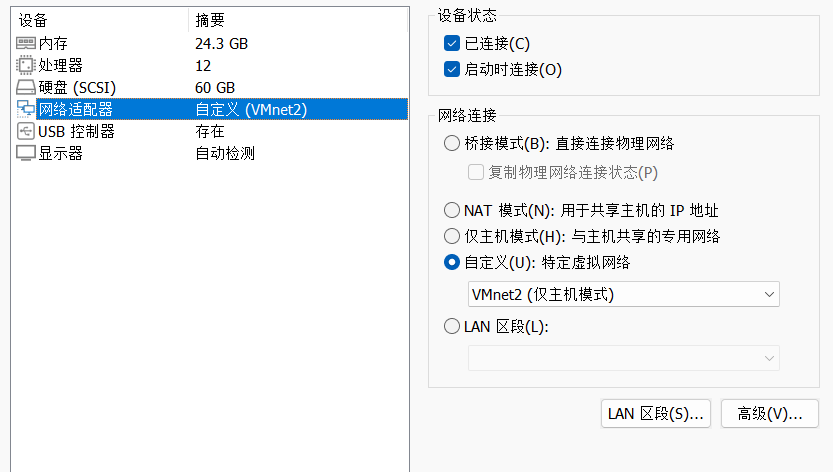 设备 摘要
内存 24.3 GB
处理器 12
硬盘 (SCSI) 60 GB
网络适配器 自定义 (VMnet2)
USB 控制器 存在
显示器 自动检测
设备状态
已连接(C)
启动时连接(O)
网络连接
桥接模式(B): 直接连接物理网络
复制物理网络连接状态(P)
NAT 模式(N): 用于共享主机的 IP 地址
仅主机模式(H): 与主机共享的专用网络
自定义(U): 特定虚拟网络
VMnet2 (仅主机模式)
LAN 区段(L):
LAN 区段(S)... 高级(V)...